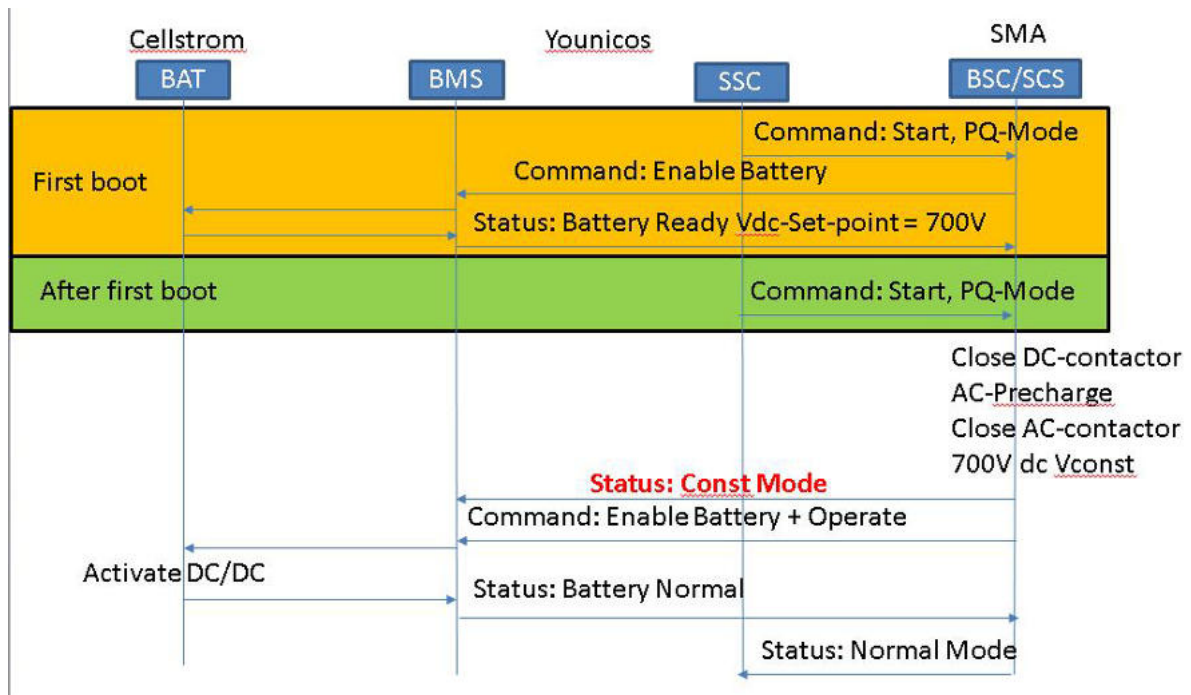 Cellstrom
Younicos
SMA
BAT
BMS
SSC
BSC/SCS
Command: Start, PQ-Mode
Command: Enable Battery
First boot
Status: Battery Ready Vdc-Set-point = 700V
After first boot
Command: Start, PQ-Mode
Close DC-contactor
AC-Precharge
Close AC-contactor
700V dc Vconst
Status: Const Mode
Command: Enable Battery + Operate
Activate DC/DC
Status: Battery Normal
Status: Normal Mode